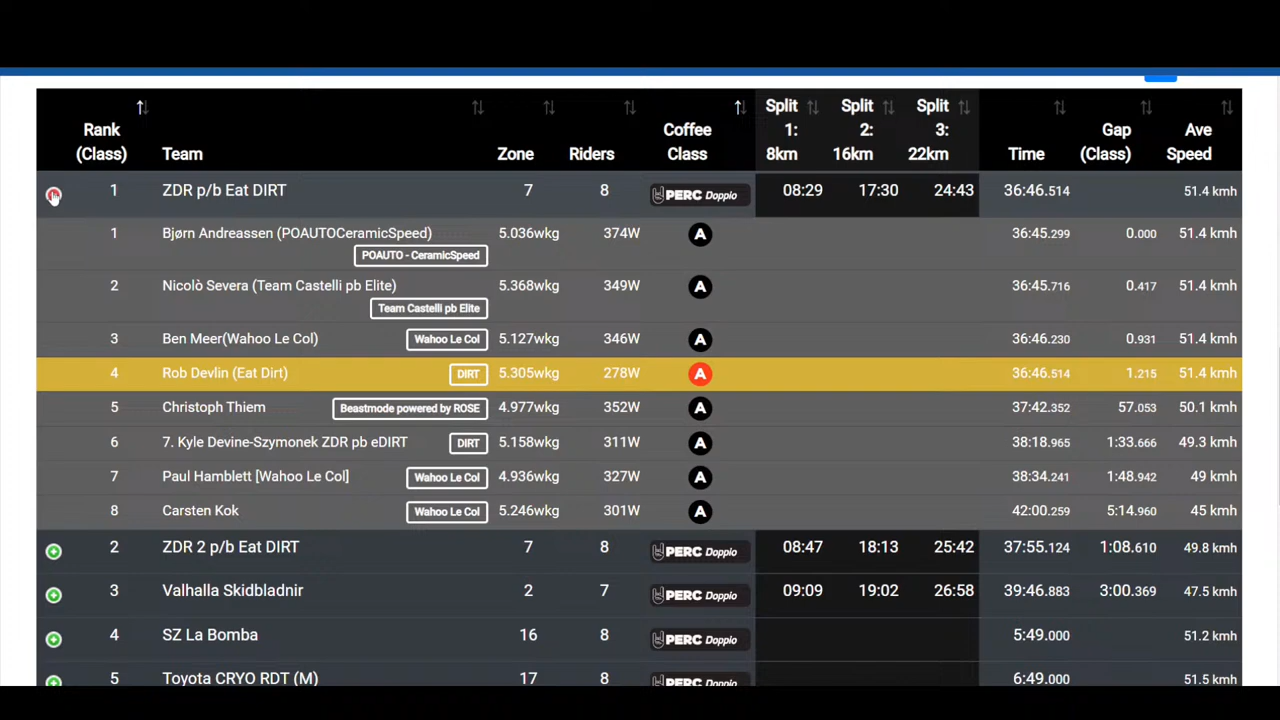 Rank (Class) Team Zone Riders Coffee Class Split 1: 8km Split 2: 16km Split 3: 22km Time Gap (Class) Ave Speed
1 ZDR p/b Eat DIRT 7 8 PERC Doppio 08:29 17:30 24:43 36:46.514 51.4 kmh
1 Bjørn Andreassen (POAUTOCeramicSpeed) POAUTO - CeramicSpeed 5.036wkg 374W A 36:45.299 0.000 51.4 kmh
2 Nicolò Severa (Team Castelli pb Elite) Team Castelli pb Elite 5.368wkg 349W A 36:45.716 0.417 51.4 kmh
3 Ben Meer(Wahoo Le Col) Wahoo Le Col 5.127wkg 346W A 36:46.230 0.931 51.4 kmh
4 Rob Devlin (Eat Dirt) DIRT 5.305wkg 278W A 36:46.514 1.215 51.4 kmh
5 Christoph Thiem Beastmode powered by ROSE 4.977wkg 352W A 37:42.352 57.053 50.1 kmh
6 7. Kyle Devine-Szymonek ZDR pb eDIRT DIRT 5.158wkg 311W A 38:18.965 1:33.666 49.3 kmh
7 Paul Hamblett [Wahoo Le Col] Wahoo Le Col 4.936wkg 327W A 38:34.241 1:48.942 49 kmh
8 Carsten Kok Wahoo Le Col 5.246wkg 301W A 42:00.259 5:14.960 45 kmh
2 ZDR 2 p/b Eat DIRT 7 8 PERC Doppio 08:47 18:13 25:42 37:55.124 1:08.610 49.8 kmh
3 Valhalla Skidbladnir 2 7 PERC Doppio 09:09 19:02 26:58 39:46.883 3:00.369 47.5 kmh
4 SZ La Bomba 16 8 PERC Doppio 5:49.000 51.2 kmh
5 Toyota CRYO RDT (M) 17 8 PERC Doppio 6:49.000 51.5 kmh